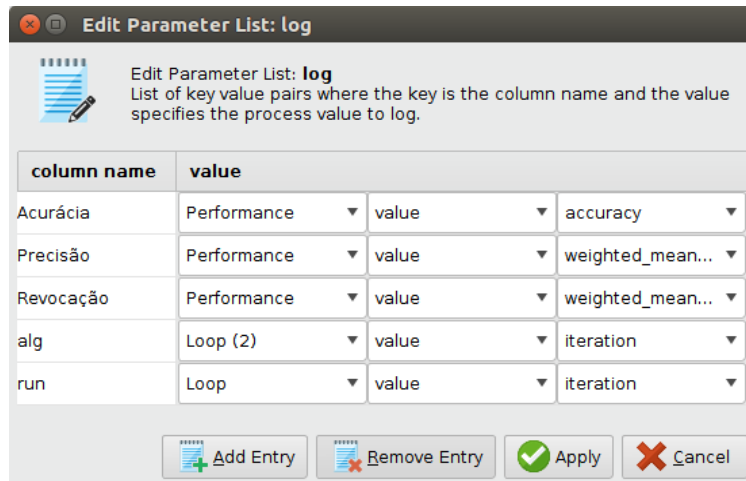 Edit Parameter List: log
Edit Parameter List: log
List of key value pairs where the key is the column name and the value
specifies the process value to log.
column name value
Acurácia Performance value accuracy
Precisão Performance value weighted_mean...
Revocação Performance value weighted_mean...
alg Loop (2) value iteration
run Loop value iteration
Add Entry Remove Entry Apply Cancel